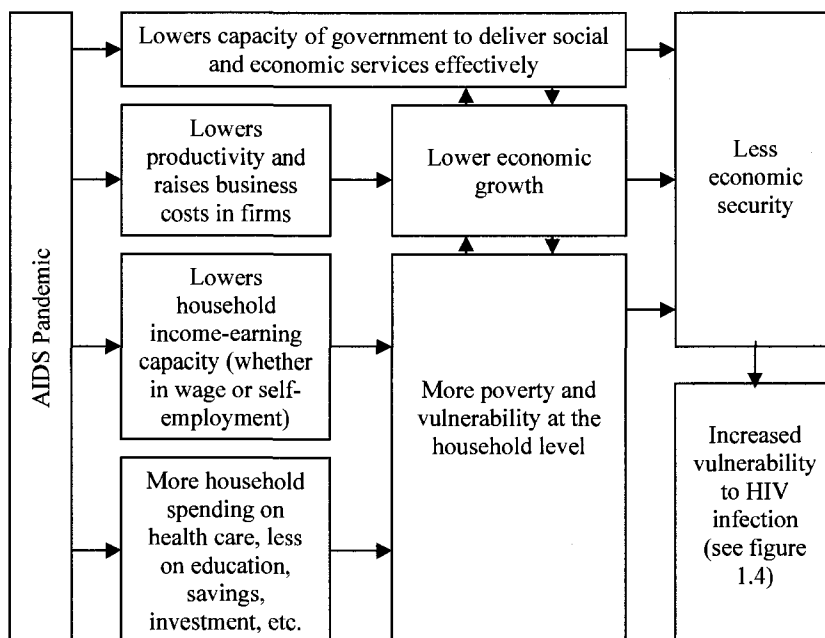 AIDS Pandemic
Lowers capacity of government to deliver social
and economic services effectively
Lowers
productivity and
raises business
costs in firms
Lower economic
growth
Less
economic
security
Lowers
household
income-earning
capacity (whether
in wage or self-
employment)
More poverty and
vulnerability at the
household level
More household
spending on
health care, less
on education,
savings,
investment, etc.
Increased
vulnerability
to HIV
infection
(see figure
1.4)